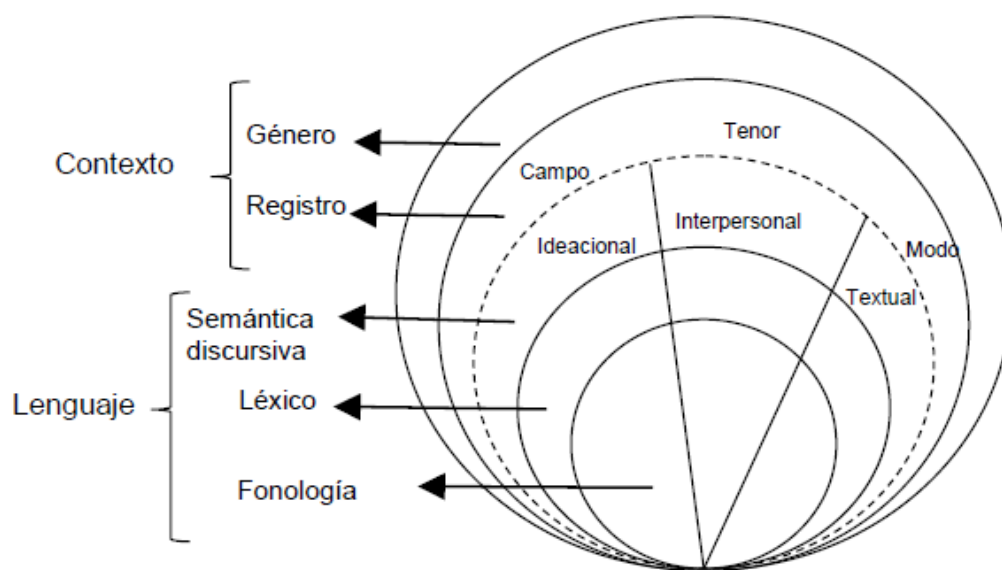 Contexto
Género
Registro
Lenguaje
Semántica
discursiva
Léxico
Fonología
Tenor
Campo
Interpersonal
Ideacional
Modo
Textual